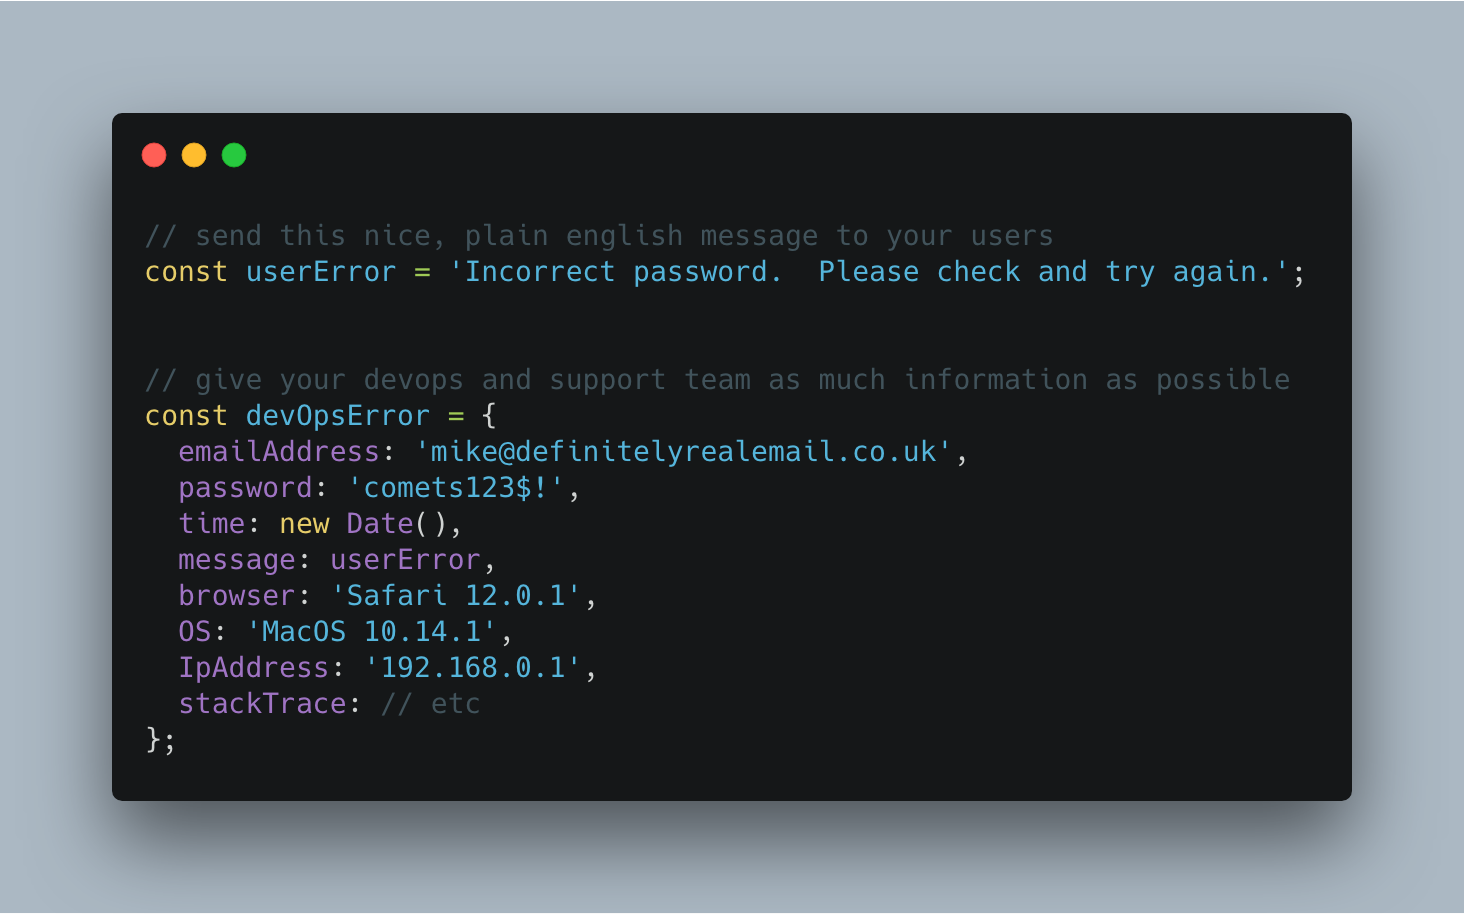 // send this nice, plain english message to your users
const userError = 'Incorrect password.  Please check and try again.';
// give your devops and support team as much information as possible
const devOpsError = {
  emailAddress: 'mike@definitelyrealemail.co.uk',
  password: 'comets123$!',
  time: new Date(),
  message: userError,
  browser: 'Safari 12.0.1',
  OS: 'MacOS 10.14.1',
  IpAddress: '192.168.0.1',
  stackTrace: // etc
};